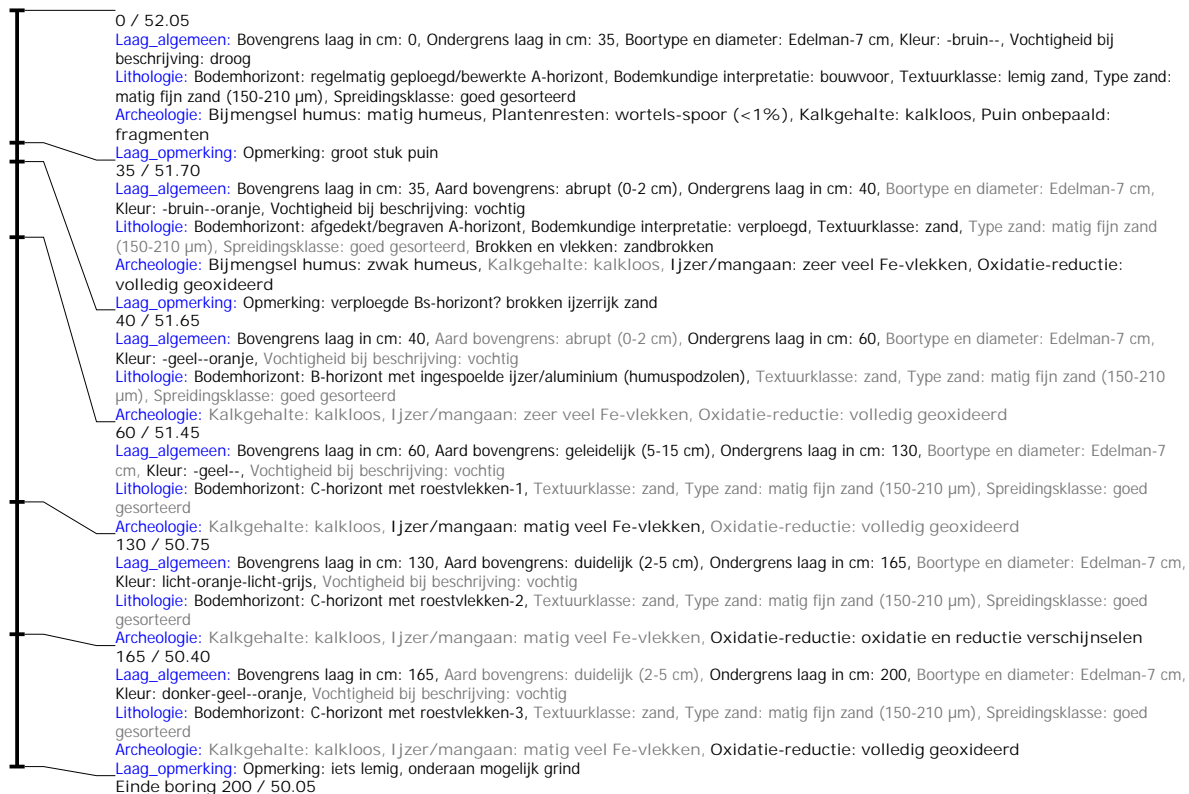 0 / 52.05
Laag_algemeen: Bovengrens laag in cm: 0, Ondergrens laag in cm: 35, Boortype en diameter: Edelman-7 cm, Kleur: -bruin--, Vochtigheid bij
beschrijving: droog
Lithologie: Bodemhorizont: regelmatig geploegd/bewerkte A-horizont, Bodemkundige interpretatie: bouwvoor, Textuurklasse: lemig zand, Type zand:
matig fijn zand (150-210 µm), Spreidingsklasse: goed gesorteerd
Archeologie: Bijmengsel humus: matig humeus, Plantenresten: wortels-spoor (<1%), Kalkgehalte: kalkloos, Puin onbepaald:
fragmenten
Laag_opmerking: Opmerking: groot stuk puin
35 / 51.70
Laag_algemeen: Bovengrens laag in cm: 35, Aard bovengrens: abrupt (0-2 cm), Ondergrens laag in cm: 40, Boortype en diameter: Edelman-7 cm,
Kleur: -bruin--oranje, Vochtigheid bij beschrijving: vochtig
Lithologie: Bodemhorizont: afgedekt/begraven A-horizont, Bodemkundige interpretatie: verploegd, Textuurklasse: zand, Type zand: matig fijn zand
(150-210 µm), Spreidingsklasse: goed gesorteerd, Brokken en vlekken: zandbrokken
Archeologie: Bijmengsel humus: zwak humeus, Kalkgehalte: kalkloos, Ijzer/mangaan: zeer veel Fe-vlekken, Oxidatie-reductie:
volledig geoxideerd
Laag_opmerking: Opmerking: verploegde Bs-horizont? brokken ijzerrijk zand
40 / 51.65
Laag_algemeen: Bovengrens laag in cm: 40, Aard bovengrens: abrupt (0-2 cm), Ondergrens laag in cm: 60, Boortype en diameter: Edelman-7 cm,
Kleur: -geel--oranje, Vochtigheid bij beschrijving: vochtig
Lithologie: Bodemhorizont: B-horizont met ingespoelde ijzer/aluminium (humuspodzolen), Textuurklasse: zand, Type zand: matig fijn zand (150-210
µm), Spreidingsklasse: goed gesorteerd
Archeologie: Kalkgehalte: kalkloos, Ijzer/mangaan: zeer veel Fe-vlekken, Oxidatie-reductie: volledig geoxideerd
60 / 51.45
Laag_algemeen: Bovengrens laag in cm: 60, Aard bovengrens: geleidelijk (5-15 cm), Ondergrens laag in cm: 130, Boortype en diameter: Edelman-7
cm, Kleur: -geel--, Vochtigheid bij beschrijving: vochtig
Lithologie: Bodemhorizont: C-horizont met roestvlekken-1, Textuurklasse: zand, Type zand: matig fijn zand (150-210 µm), Spreidingsklasse: goed
gesorteerd
Archeologie: Kalkgehalte: kalkloos, Ijzer/mangaan: matig veel Fe-vlekken, Oxidatie-reductie: volledig geoxideerd
130 / 50.75
Laag_algemeen: Bovengrens laag in cm: 130, Aard bovengrens: duidelijk (2-5 cm), Ondergrens laag in cm: 165, Boortype en diameter: Edelman-7 cm,
Kleur: licht-oranje-licht-grijs, Vochtigheid bij beschrijving: vochtig
Lithologie: Bodemhorizont: C-horizont met roestvlekken-2, Textuurklasse: zand, Type zand: matig fijn zand (150-210 µm), Spreidingsklasse: goed
gesorteerd
Archeologie: Kalkgehalte: kalkloos, Ijzer/mangaan: matig veel Fe-vlekken, Oxidatie-reductie: oxidatie en reductie verschijnselen
165 / 50.40
Laag_algemeen: Bovengrens laag in cm: 165, Aard bovengrens: duidelijk (2-5 cm), Ondergrens laag in cm: 200, Boortype en diameter: Edelman-7 cm,
Kleur: donker-geel--oranje, Vochtigheid bij beschrijving: vochtig
Lithologie: Bodemhorizont: C-horizont met roestvlekken-3, Textuurklasse: zand, Type zand: matig fijn zand (150-210 µm), Spreidingsklasse: goed
gesorteerd
Archeologie: Kalkgehalte: kalkloos, Ijzer/mangaan: matig veel Fe-vlekken, Oxidatie-reductie: volledig geoxideerd
Laag_opmerking: Opmerking: iets lemig, onderaan mogelijk grind
Einde boring 200 / 50.05